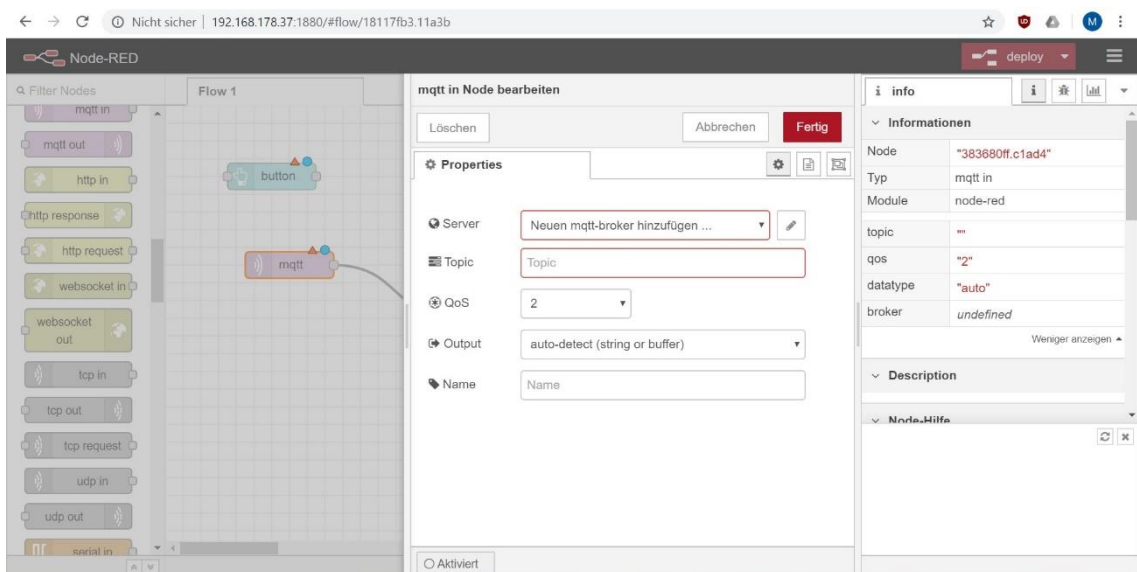 Nicht sicher | 192.168.178.37:1880/#flow/18117fb3.11a3b
M
Node-RED
deploy
Filter Nodes
mqtt in
mqtt out
http in
http response
http request
websocket in
websocket
out
tcp in
tcp out
tcp request
udp in
udp out
serial in
Flow 1
button
mqtt
mqtt in Node bearbeiten
Löschen
Abbrechen
Fertig
Properties
Server
Neuen mqtt-broker hinzufügen ...
Topic
Topic
QoS
2
Output
auto-detect (string or buffer)
Name
Name
Aktiviert
i info
i
Informationen
Node "383680ff.c1ad4"
Typ mqtt in
Module node-red
topic ""
qos "2"
datatype "auto"
broker undefined
Weniger anzeigen
Description
Node-Hilfe